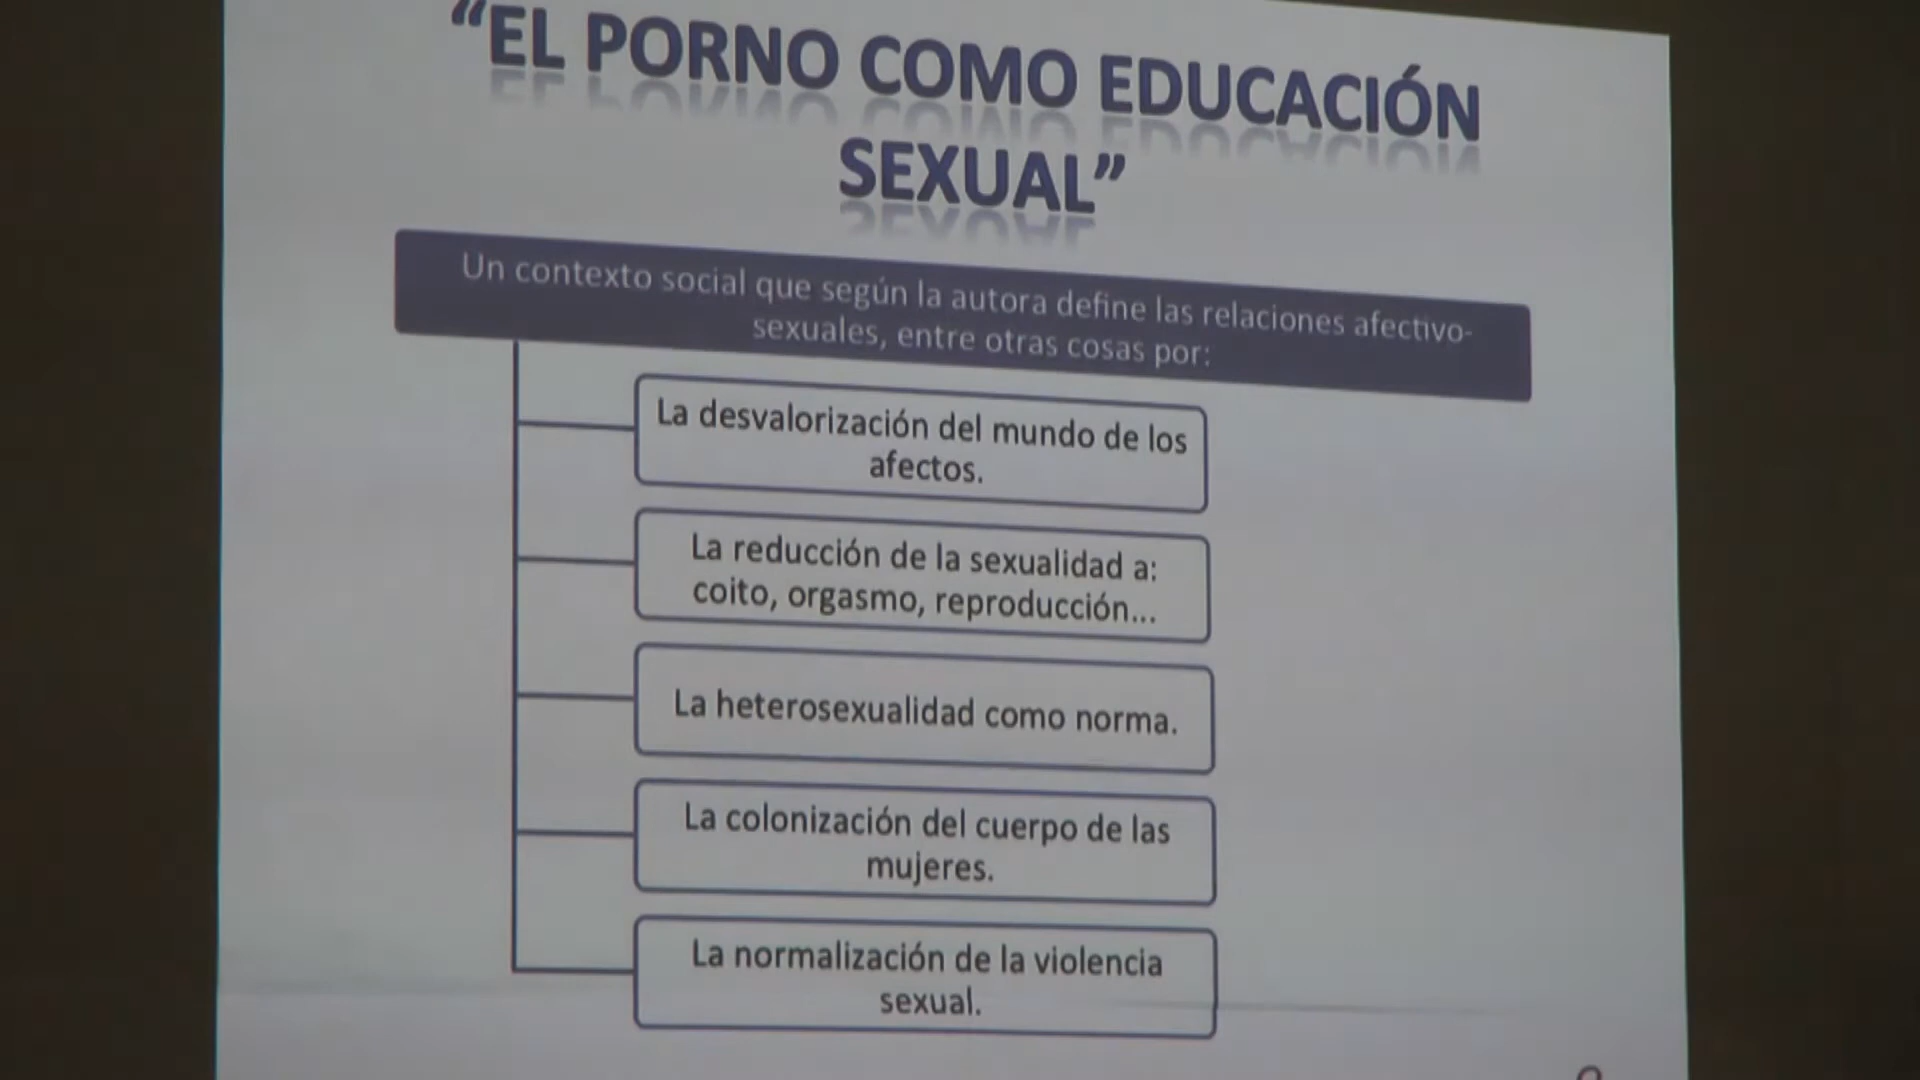 “EL PORNO COMO EDUCACIÓN
SEXUAL”
Un contexto social que según la autora define las relaciones afectivo-
sexuales, entre otras cosas por:
La desvalorización del mundo de los
afectos.
La reducción de la sexualidad a:
coito, orgasmo, reproducción...
La heterosexualidad como norma.
La colonización del cuerpo de las
mujeres.
La normalización de la violencia
sexual.